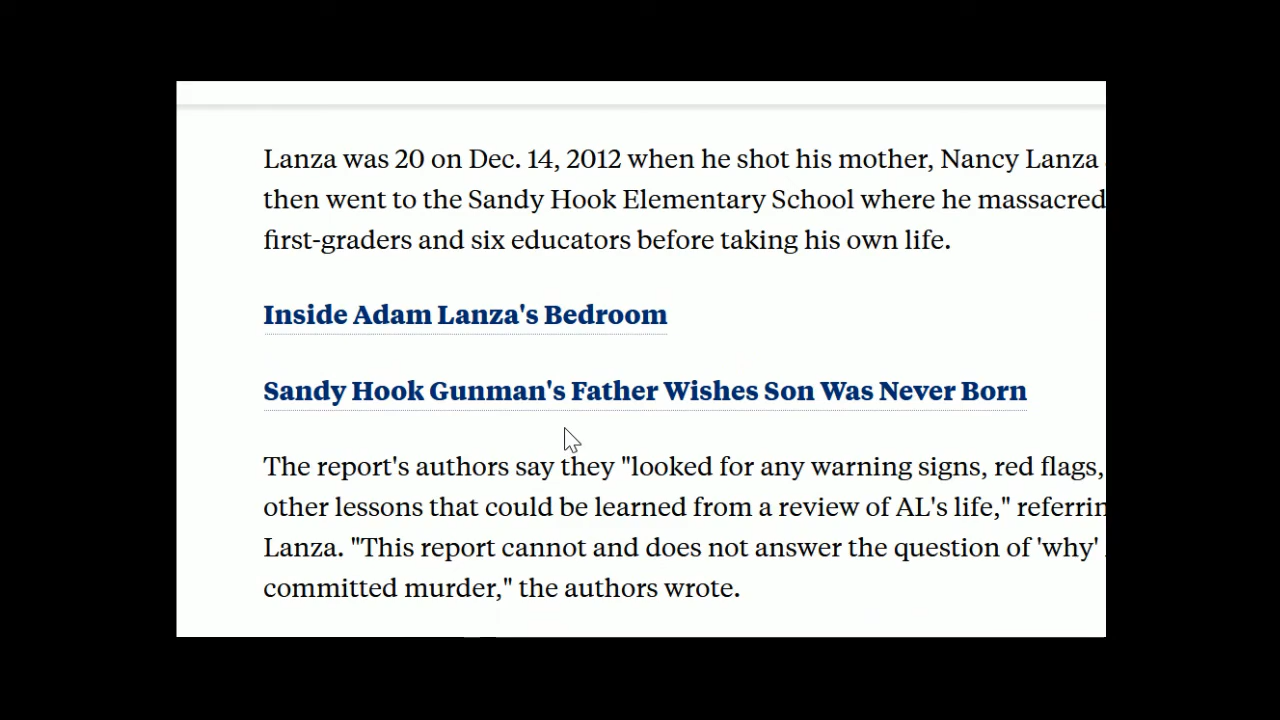 Lanza was 20 on Dec. 14, 2012 when he shot his mother, Nancy Lanza
then went to the Sandy Hook Elementary School where he massacred
first-graders and six educators before taking his own life.
Inside Adam Lanza's Bedroom
Sandy Hook Gunman's Father Wishes Son Was Never Born
The report's authors say they "looked for any warning signs, red flags,
other lessons that could be learned from a review of AL's life," referrin
Lanza. "This report cannot and does not answer the question of 'why'
committed murder," the authors wrote.